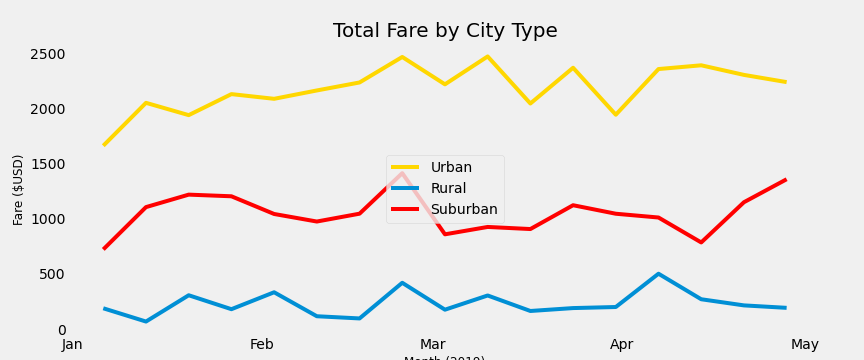 Total Fare by City Type
Fare ($USD)
2500
2000
1500
1000
500
0
Urban
Rural
Suburban
Jan Feb Mar Apr May
Month (2019)